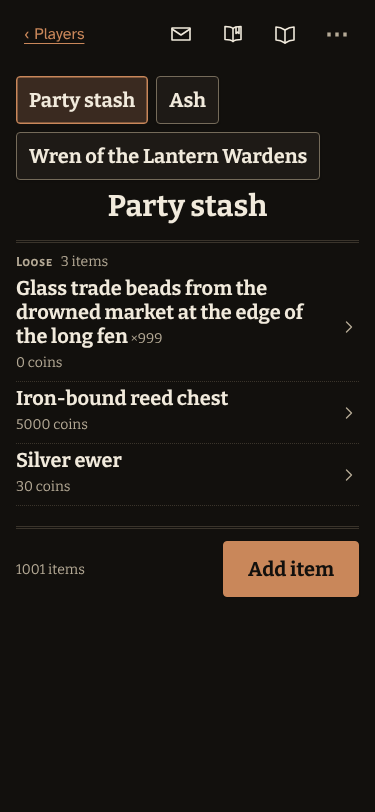 ‹ Players
Party stash
Ash
Wren of the Lantern Wardens
Party stash
Loose 3 items
Glass trade beads from the
drowned market at the edge of
the long fen ×999
0 coins
Iron-bound reed chest
5000 coins
Silver ewer
30 coins
1001 items
Add item